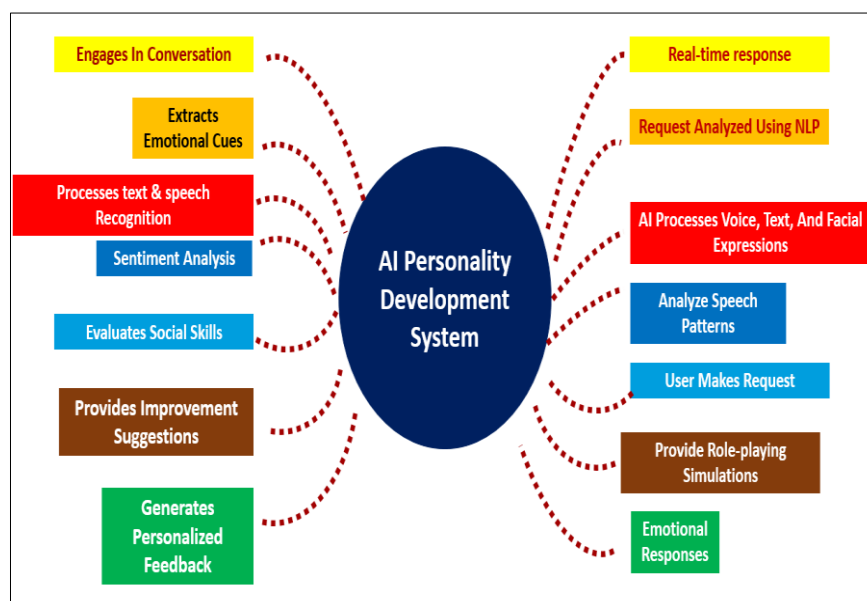 Engages In Conversation
Extracts
Emotional Cues
Processes text & speech
Recognition
Sentiment Analysis
Evaluates Social Skills
Provides Improvement
Suggestions
Generates
Personalized
Feedback
AI Personality
Development
System
Real-time response
Request Analyzed Using NLP
AI Processes Voice, Text, And Facial
Expressions
Analyze Speech
Patterns
User Makes Request
Provide Role-playing
Simulations
Emotional
Responses